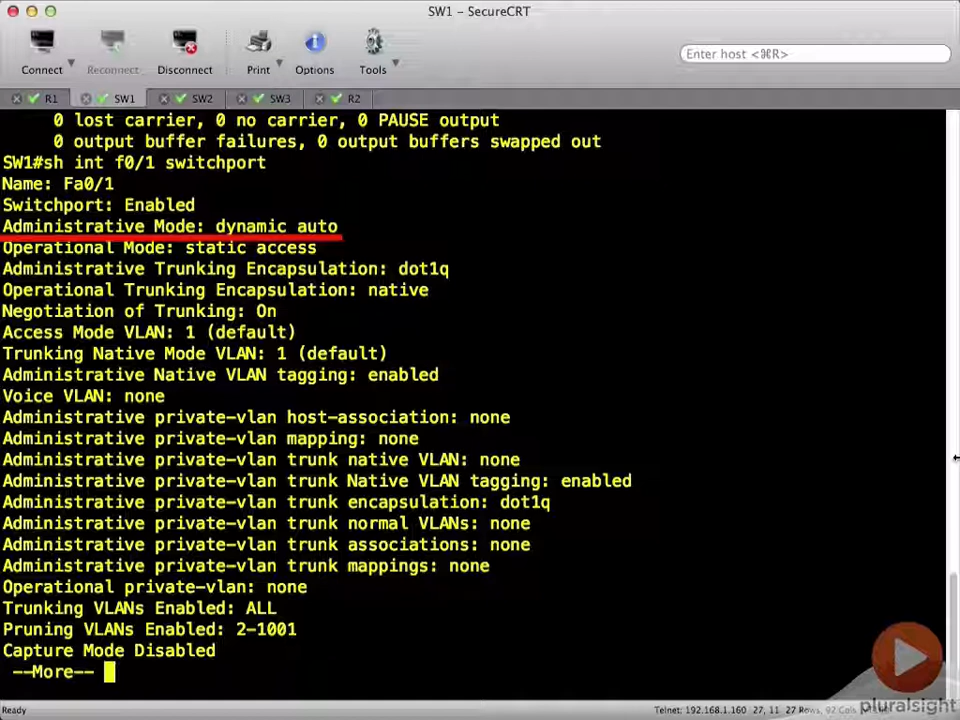 SW1 - SecureCRT
Connect Reconnect Disconnect Print Options Tools
Enter host <⌘R>
R1 SW1 SW2 SW3 R2
0 lost carrier, 0 no carrier, 0 PAUSE output
0 output buffer failures, 0 output buffers swapped out
SW1#sh int f0/1 switchport
Name: Fa0/1
Switchport: Enabled
Administrative Mode: dynamic auto
Operational Mode: static access
Administrative Trunking Encapsulation: dot1q
Operational Trunking Encapsulation: native
Negotiation of Trunking: On
Access Mode VLAN: 1 (default)
Trunking Native Mode VLAN: 1 (default)
Administrative Native VLAN tagging: enabled
Voice VLAN: none
Administrative private-vlan host-association: none
Administrative private-vlan mapping: none
Administrative private-vlan trunk native VLAN: none
Administrative private-vlan trunk Native VLAN tagging: enabled
Administrative private-vlan trunk encapsulation: dot1q
Administrative private-vlan trunk normal VLANs: none
Administrative private-vlan trunk associations: none
Administrative private-vlan trunk mappings: none
Operational private-vlan: none
Trunking VLANs Enabled: ALL
Pruning VLANs Enabled: 2-1001
Capture Mode Disabled
--More--
Ready Telnet: 192.168.1.160 27, 11 27 Rows, 92 Cols
pluralsight